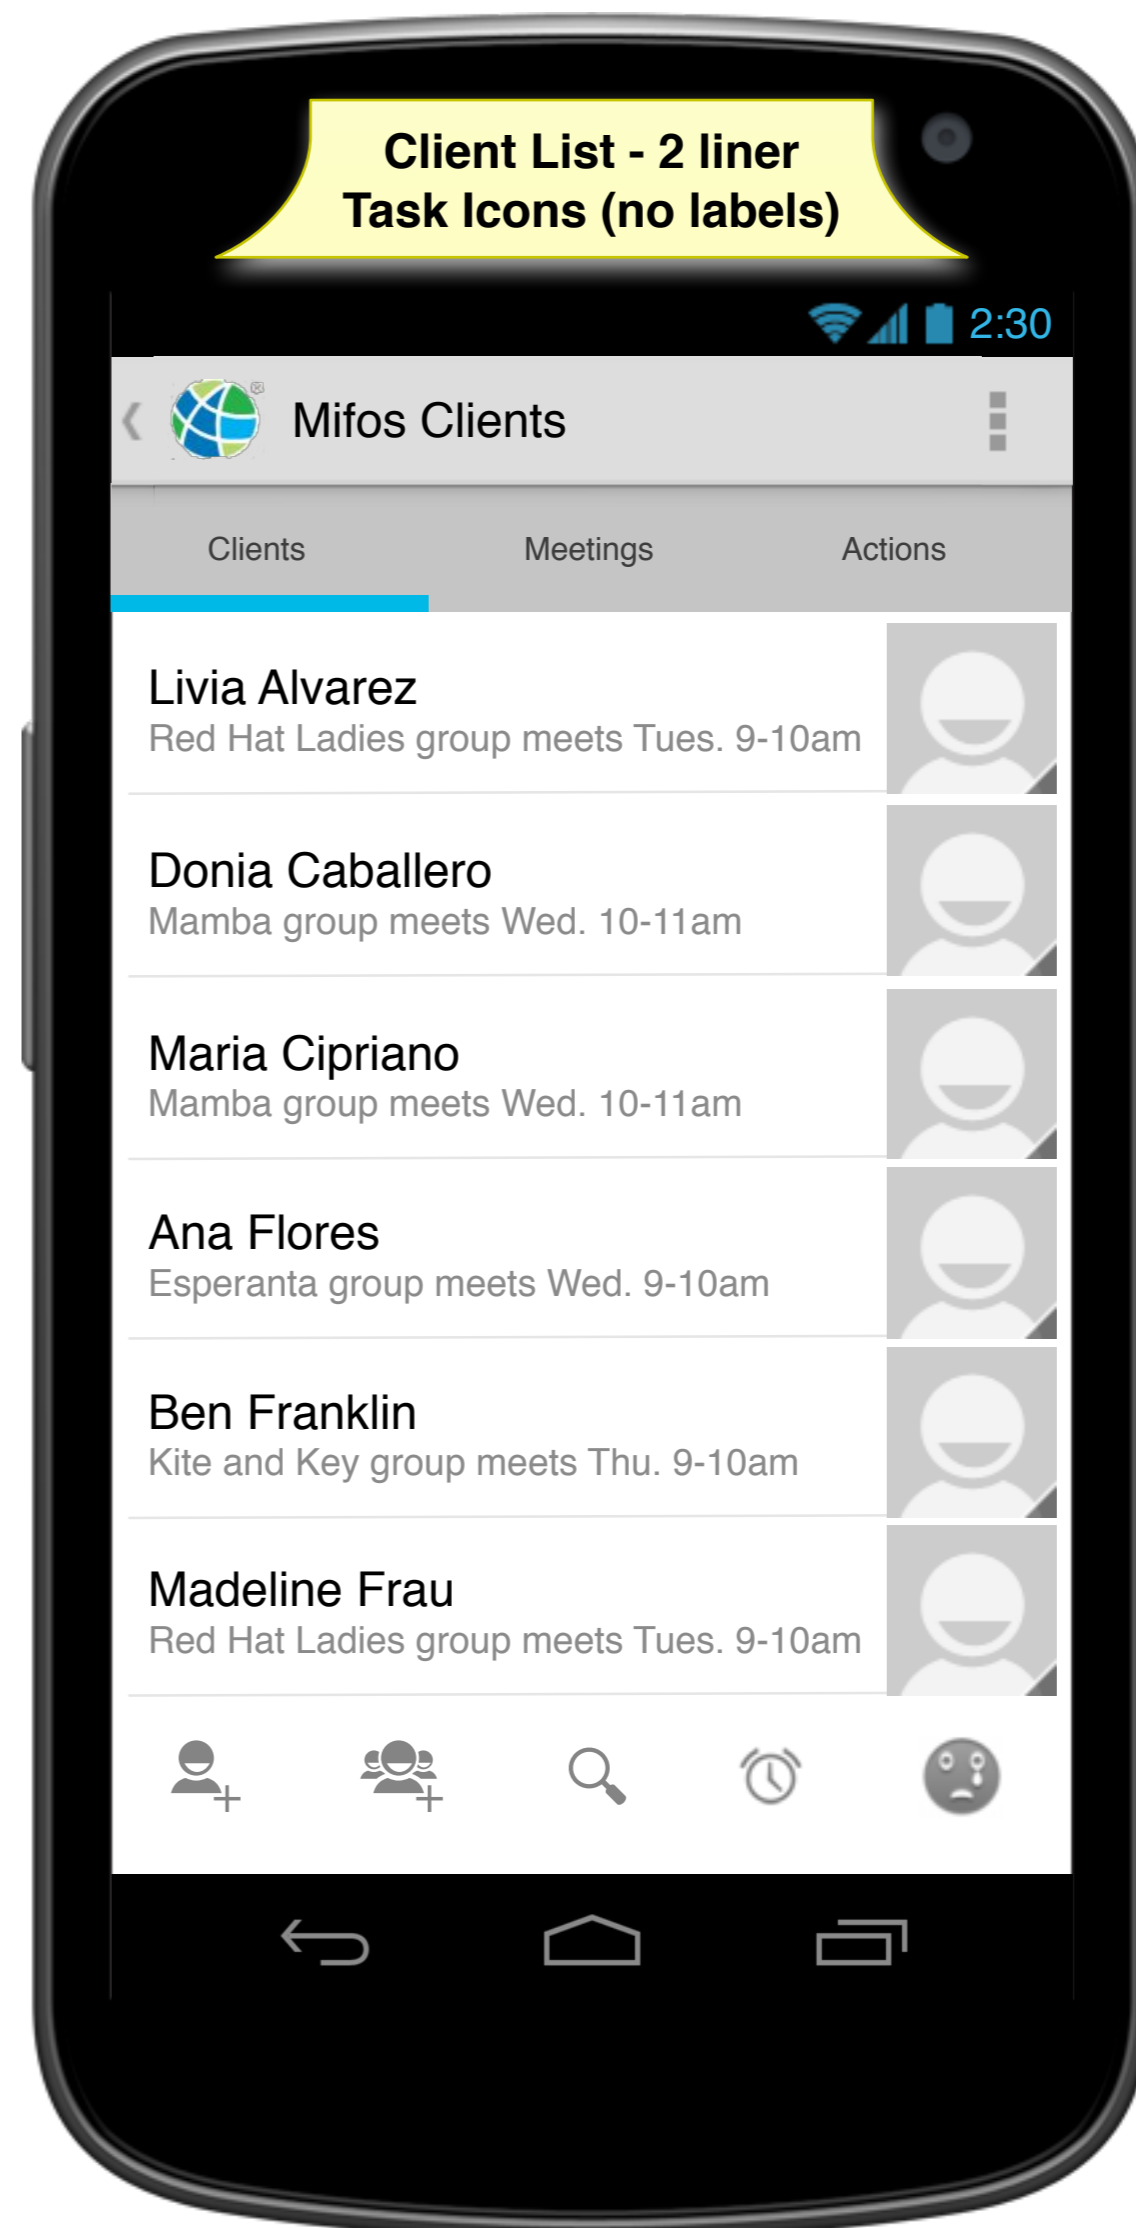 Client List - 2 liner
Task Icons (no labels)
2:30
Mifos Clients
Clients Meetings Actions
Livia Alvarez
Red Hat Ladies group meets Tues. 9-10am
Donia Caballero
Mamba group meets Wed. 10-11am
Maria Cipriano
Mamba group meets Wed. 10-11am
Ana Flores
Esperanta group meets Wed. 9-10am
Ben Franklin
Kite and Key group meets Thu. 9-10am
Madeline Frau
Red Hat Ladies group meets Tues. 9-10am